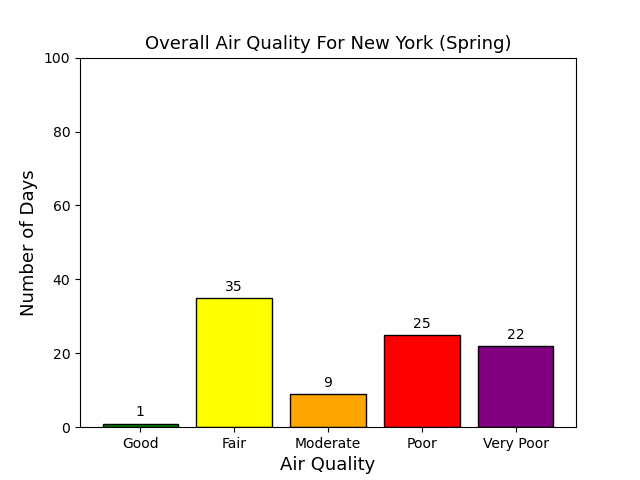 Overall Air Quality For New York (Spring)
Number of Days
100
80
60
40
20
0
1
35
9
25
22
Good
Fair
Moderate
Poor
Very Poor
Air Quality